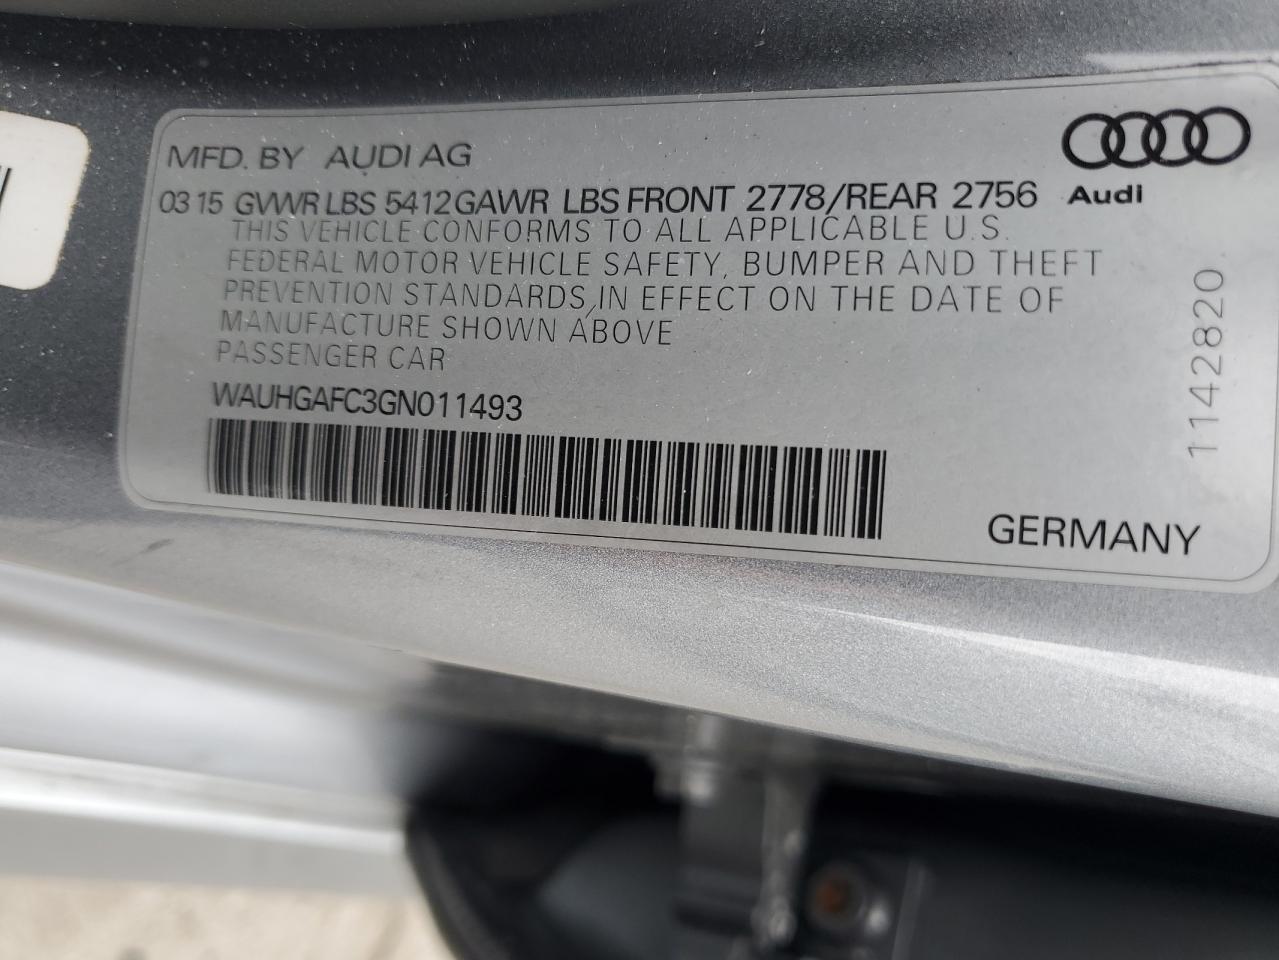 MFD. BY AUDI AG
03 15 GVWR LBS 5412 GAWR LBS FRONT 2778/REAR 2756
Audi
THIS VEHICLE CONFORMS TO ALL APPLICABLE U.S.
FEDERAL MOTOR VEHICLE SAFETY, BUMPER AND THEFT
PREVENTION STANDARDS IN EFFECT ON THE DATE OF
MANUFACTURE SHOWN ABOVE
PASSENGER CAR
WAUHGAFC3GN011493
1142820
GERMANY